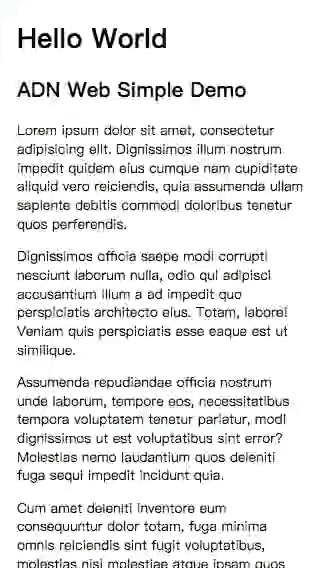 Hello World
ADN Web Simple Demo
Lorem ipsum dolor sit amet, consectetur
adipisicing elit. Dignissimos illum nostrum
impedit quidem eius cumque nam cupiditate
aliquid vero reiciendis, quia assumenda ullam
sapiente debitis commodi doloribus tenetur
quos perferendis.
Dignissimos officia saepe modi corrupti
nesciunt laborum nulla, odio qui adipisci
accusantium illum a ad impedit quo
perspiciatis architecto eius. Totam, labore!
Veniam quis perspiciatis esse eaque est ut
similique.
Assumenda repudiandae officia nostrum
unde laborum, tempore eos, necessitatibus
tempora voluptatem tenetur pariatur, modi
dignissimos ut est voluptatibus sint error?
Molestias nemo laudantium quos deleniti
fuga sequi impedit incidunt quia.
Cum amet deleniti inventore eum
consequuntur dolor totam, fuga minima
omnis reiciendis sint fugit voluptatibus,
molestias nisi molestiae atque ipsam quos